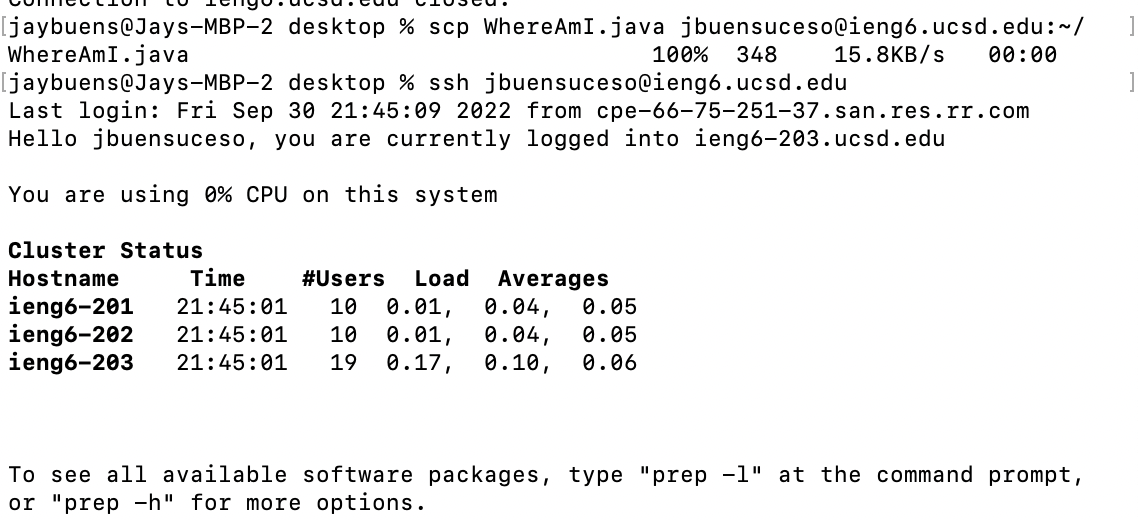 Connection to ieng6.ucsd.edu closed.
[jaybuens@Jays-MBP-2 desktop % scp WhereAmI.java jbuensuceso@ieng6.ucsd.edu:~/ ]
WhereAmI.java 100% 348 15.8KB/s 00:00
[jaybuens@Jays-MBP-2 desktop % ssh jbuensuceso@ieng6.ucsd.edu ]
Last login: Fri Sep 30 21:45:09 2022 from cpe-66-75-251-37.san.res.rr.com
Hello jbuensuceso, you are currently logged into ieng6-203.ucsd.edu
You are using 0% CPU on this system
Cluster Status
Hostname Time #Users Load Averages
ieng6-201 21:45:01 10 0.01, 0.04, 0.05
ieng6-202 21:45:01 10 0.01, 0.04, 0.05
ieng6-203 21:45:01 19 0.17, 0.10, 0.06
To see all available software packages, type "prep -l" at the command prompt,
or "prep -h" for more options.